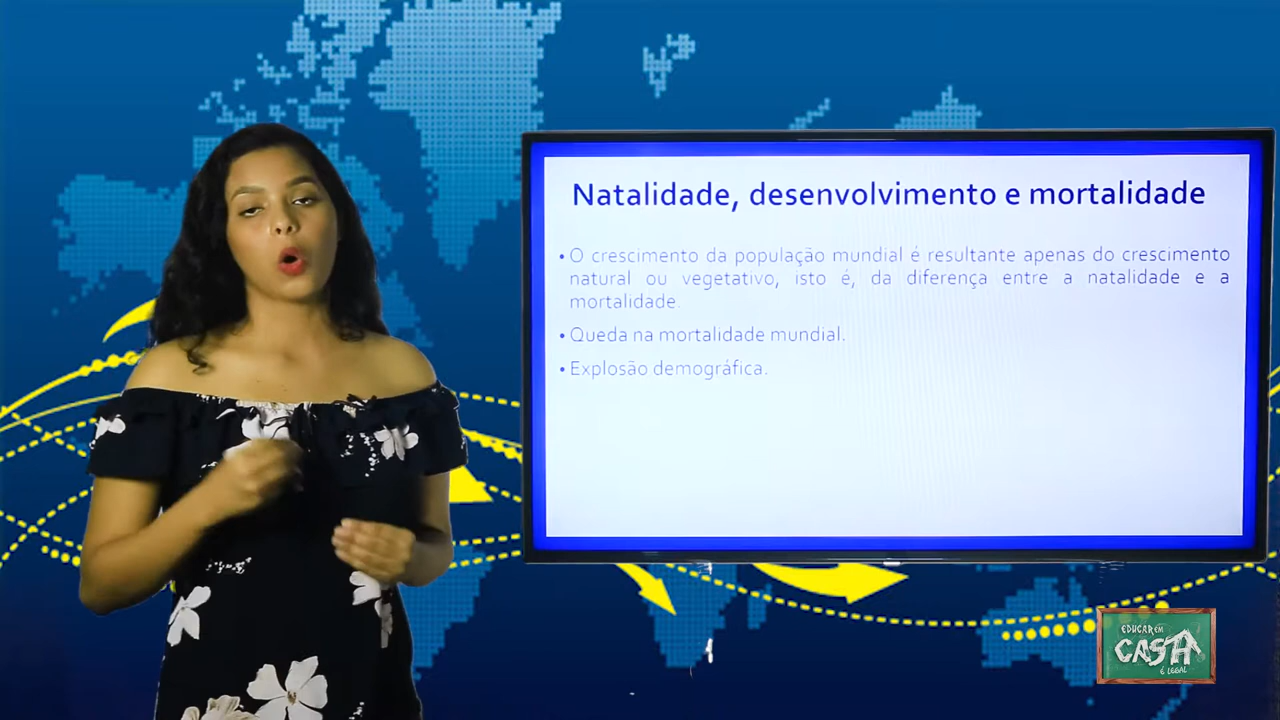 Natalidade, desenvolvimento e mortalidade
• O crescimento da população mundial é resultante apenas do crescimento
natural ou vegetativo, isto é, da diferença entre a natalidade e a
mortalidade.
• Queda na mortalidade mundial.
• Explosão demográfica.
EDUCAR EM
CASA
É LEGAL